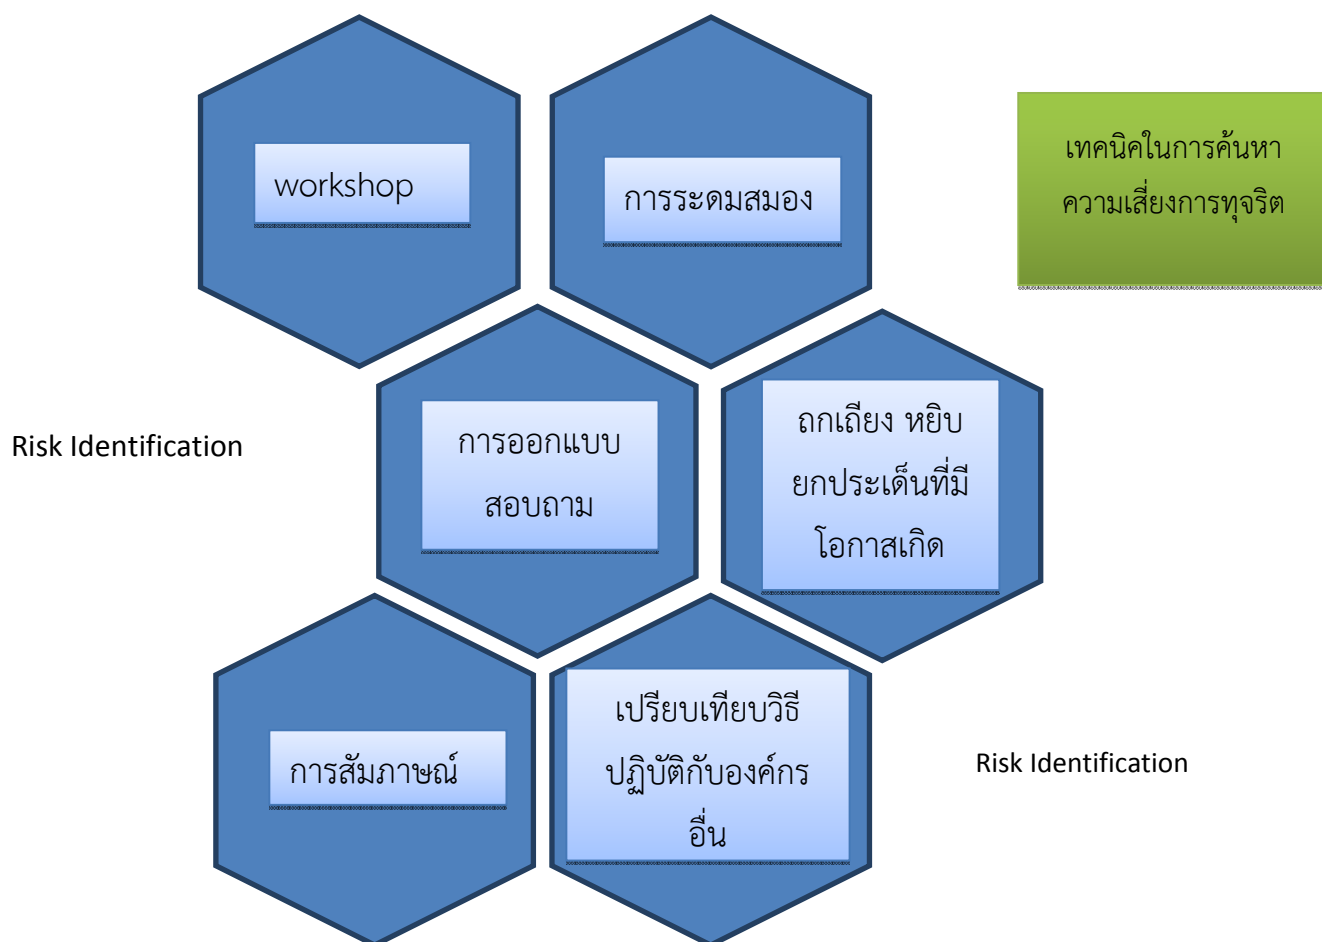 workshop
การระดมสมอง
เทคนิคในการค้นหา
ความเสี่ยงการทุจริต
Risk Identification
การออกแบบ
สอบถาม
ถกเถียง หยิบ
ยกประเด็นที่มี
โอกาสเกิด
การสัมภาษณ์
เปรียบเทียบวิธี
ปฏิบัติกับองค์กร
อื่น
Risk Identification